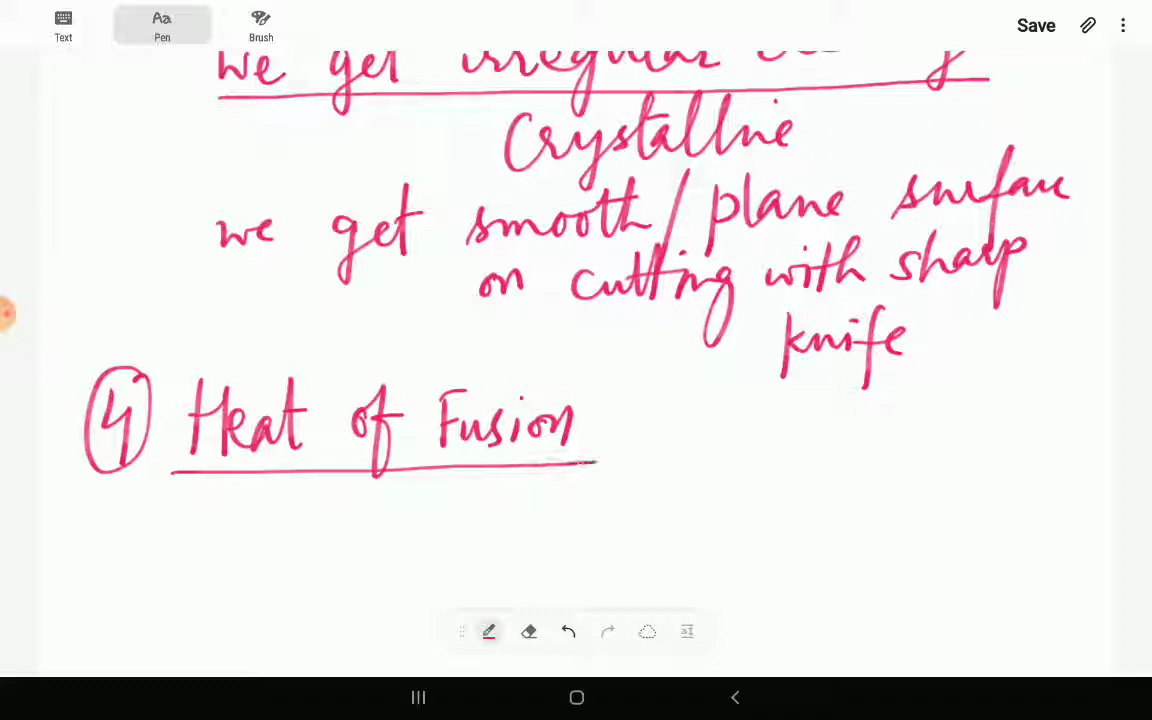 Text
Pen
Brush
Save
we get irregular
Crystalline
we get smooth/plane surface
on cutting with sharp
knife
4 Heat of Fusion